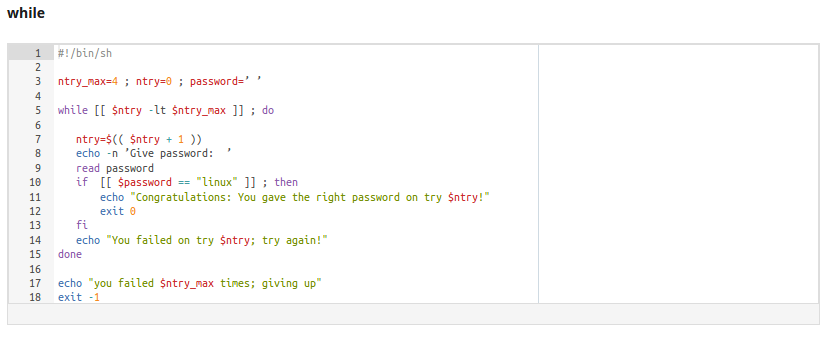 while
1 #!/bin/sh
2
3 ntry_max=4 ; ntry=0 ; password=’ ’
4
5 while [[ $ntry -lt $ntry_max ]] ; do
6
7    ntry=$(( $ntry + 1 ))
8    echo -n ’Give password:  ’
9    read password
10    if  [[ $password == "linux" ]] ; then
11        echo "Congratulations: You gave the right password on try $ntry!"
12        exit 0
13    fi
14    echo "You failed on try $ntry; try again!"
15 done
16
17 echo "you failed $ntry_max times; giving up"
18 exit -1